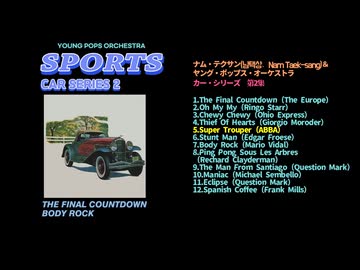 YOUNG POPS ORCHESTRA
SPORTS
CAR SERIES 2
THE FINAL COUNTDOWN
BODY ROCK
ナム・テクサン(남택상. Nam Taek-sang)&
ヤング・ポップス・オーケストラ
カー・シリーズ 第2集
1.The Final Countdown (The Europe)
2.Oh My My (Ringo Starr)
3.Chewy Chewy (Ohio Express)
4.Thief Of Hearts (Giorgio Moroder)
5.Super Trouper (ABBA)
6.Stunt Man (Edgar Froese)
7.Body Rock (Mario Vidal)
8.Ping Pong Sous Les Arbres
(Rechard Clayderman)
9.The Man From Santiago (Question Mark)
10.Maniac (Michael Sembello)
11.Eclipse (Question Mark)
12.Spanish Coffee (Frank Mills)